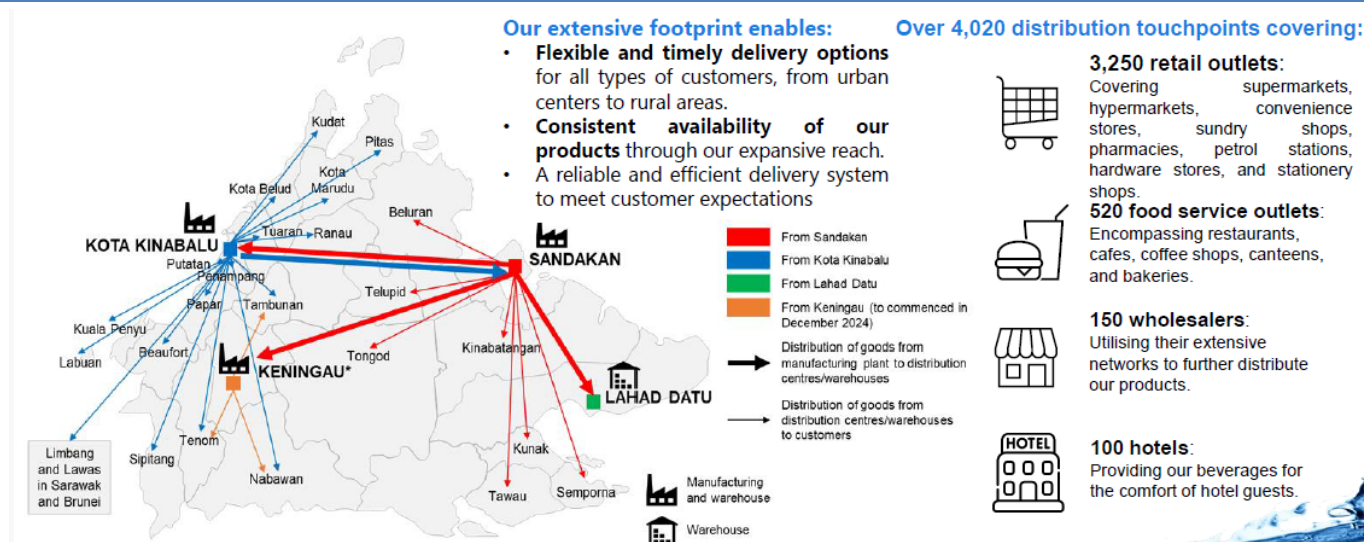 Our extensive footprint enables:
• Flexible and timely delivery options
for all types of customers, from urban
centers to rural areas.
• Consistent availability of our
products through our expansive reach.
• A reliable and efficient delivery system
to meet customer expectations
Over 4,020 distribution touchpoints covering:
3,250 retail outlets:
Covering supermarkets,
hypermarkets, convenience
stores, sundry shops,
pharmacies, petrol stations,
hardware stores, and stationery
shops.
520 food service outlets:
Encompassing restaurants,
cafes, coffee shops, canteens,
and bakeries.
150 wholesalers:
Utilising their extensive
networks to further distribute
our products.
HOTEL
100 hotels:
Providing our beverages for
the comfort of hotel guests.
Kudat
Pitas
Kota
Marudu
Kota Belud
Beluran
Tuaran
Ranau
KOTA KINABALU
SANDAKAN
Putatan
Penampang
Telupid
Papar
Tambunan
Kuala Penyu
Beaufort
Labuan
Tongod
Kinabatangan
KENINGAU*
LAHAD DATU
Tenom
Sipitang
Nabawan
Kunak
Tawau
Semporna
Limbang
and Lawas
in Sarawak
and Brunei
From Sandakan
From Kota Kinabalu
From Lahad Datu
From Keningau (to commenced in
December 2024)
Distribution of goods from
manufacturing plant to distribution
centres/warehouses
Distribution of goods from
distribution centres/warehouses
to customers
Manufacturing
and warehouse
Warehouse